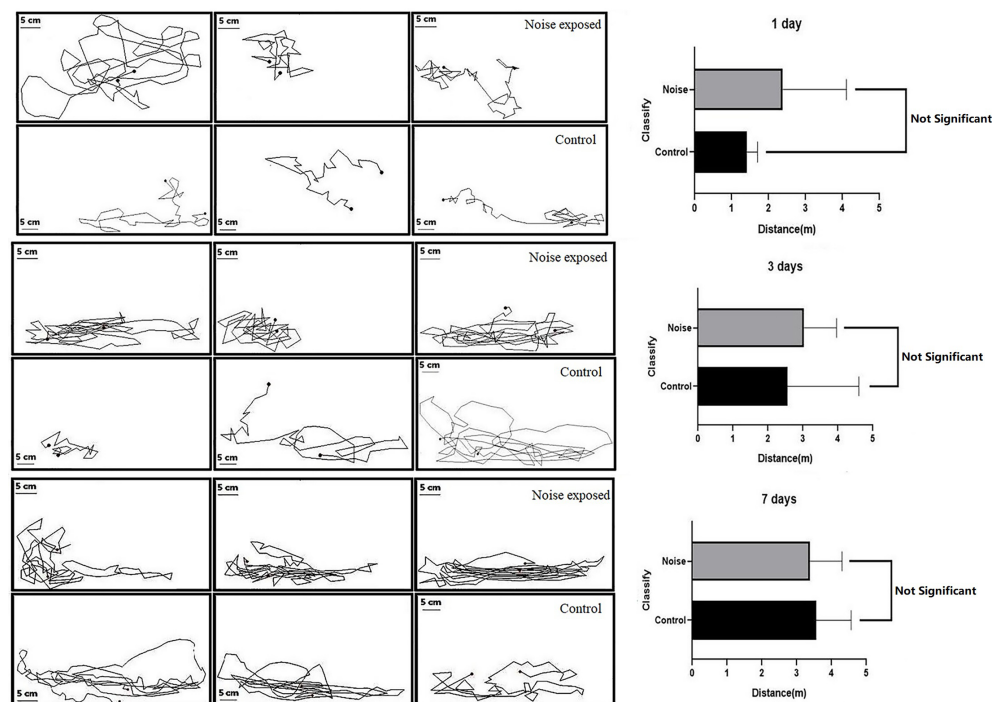 5 cm
5 cm
5 cm
Noise exposed
5 cm
5 cm
5 cm
Control
1 day
Classify
Noise
Control
Not Significant
0 1 2 3 4 5
Distance(m)
5 cm
5 cm
5 cm
Noise exposed
5 cm
5 cm
5 cm
Control
3 days
Classify
Noise
Control
Not Significant
0 1 2 3 4 5
Distance(m)
5 cm
5 cm
5 cm
Noise exposed
5 cm
5 cm
5 cm
Control
7 days
Classify
Noise
Control
Not Significant
0 1 2 3 4 5
Distance(m)